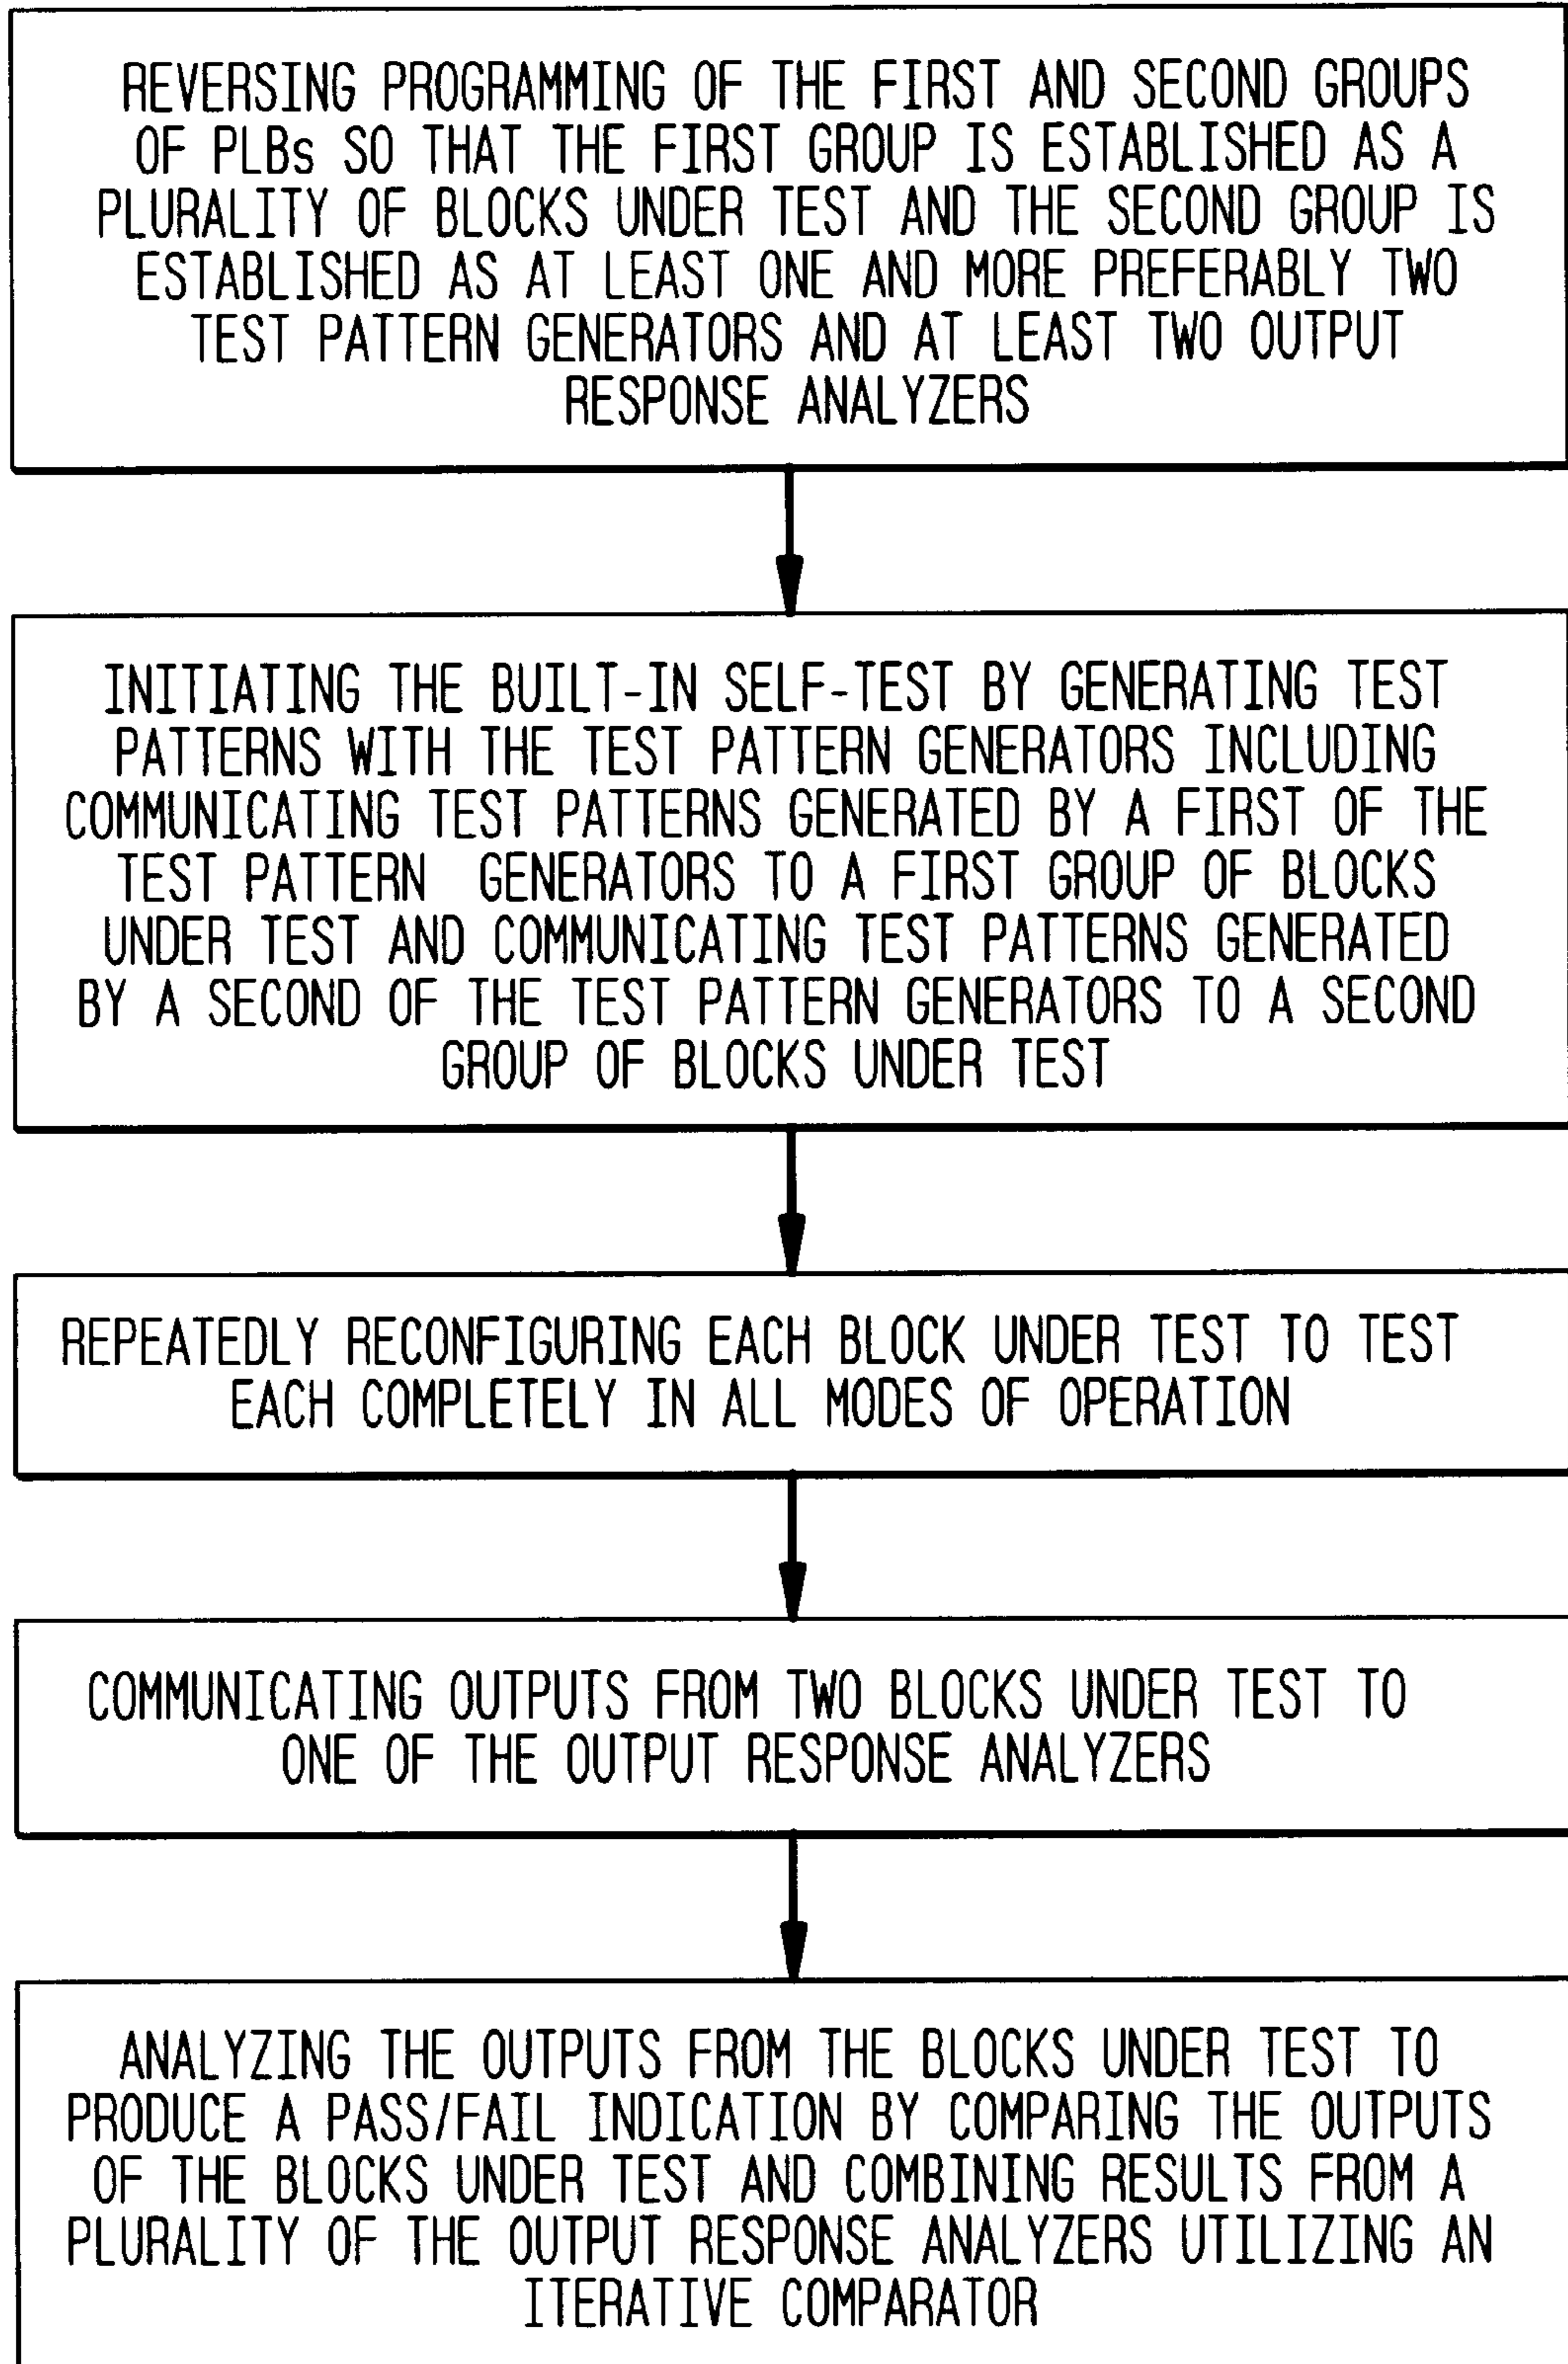 REVERSING PROGRAMMING OF THE FIRST AND SECOND GROUPS
OF PLBs SO THAT THE FIRST GROUP IS ESTABLISHED AS A
PLURALITY OF BLOCKS UNDER TEST AND THE SECOND GROUP IS
ESTABLISHED AS AT LEAST ONE AND MORE PREFERABLY TWO
TEST PATTERN GENERATORS AND AT LEAST TWO OUTPUT
RESPONSE ANALYZERS
INITIATING THE BUILT-IN SELF-TEST BY GENERATING TEST
PATTERNS WITH THE TEST PATTERN GENERATORS INCLUDING
COMMUNICATING TEST PATTERNS GENERATED BY A FIRST OF THE
TEST PATTERN GENERATORS TO A FIRST GROUP OF BLOCKS
UNDER TEST AND COMMUNICATING TEST PATTERNS GENERATED
BY A SECOND OF THE TEST PATTERN GENERATORS TO A SECOND
GROUP OF BLOCKS UNDER TEST
REPEATEDLY RECONFIGURING EACH BLOCK UNDER TEST TO TEST
EACH COMPLETELY IN ALL MODES OF OPERATION
COMMUNICATING OUTPUTS FROM TWO BLOCKS UNDER TEST TO
ONE OF THE OUTPUT RESPONSE ANALYZERS
ANALYZING THE OUTPUTS FROM THE BLOCKS UNDER TEST TO
PRODUCE A PASS/FAIL INDICATION BY COMPARING THE OUTPUTS
OF THE BLOCKS UNDER TEST AND COMBINING RESULTS FROM A
PLURALITY OF THE OUTPUT RESPONSE ANALYZERS UTILIZING AN
ITERATIVE COMPARATOR